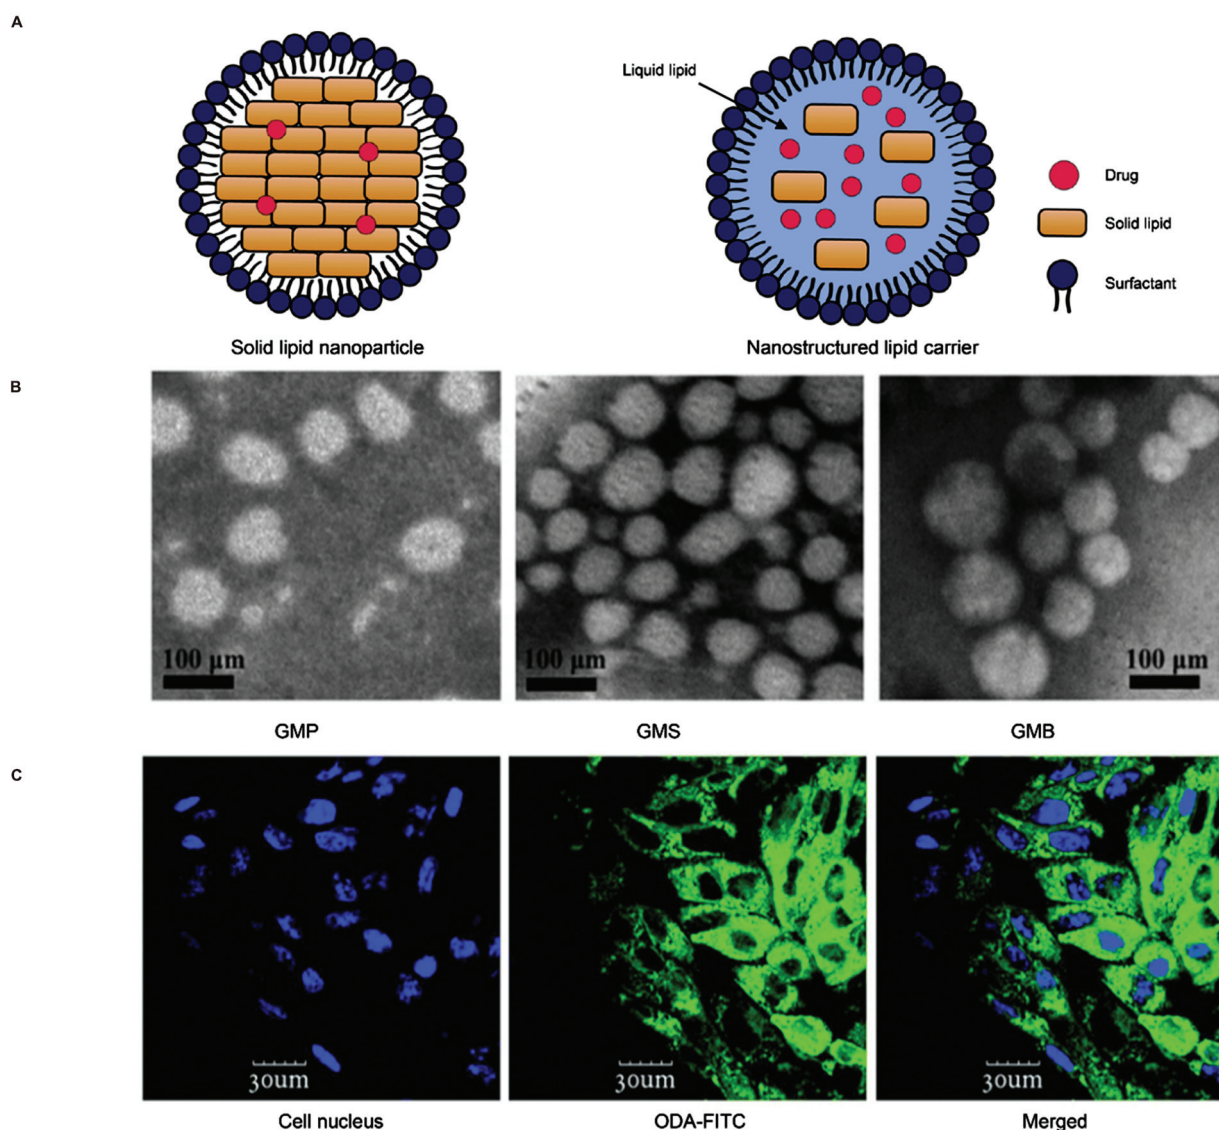 A
Liquid lipid
Drug
Solid lipid
Surfactant
Solid lipid nanoparticle
Nanostructured lipid carrier
B
100 µm
100 µm
100 µm
GMP
GMS
GMB
C
30um
30um
30um
Cell nucleus
ODA-FITC
Merged